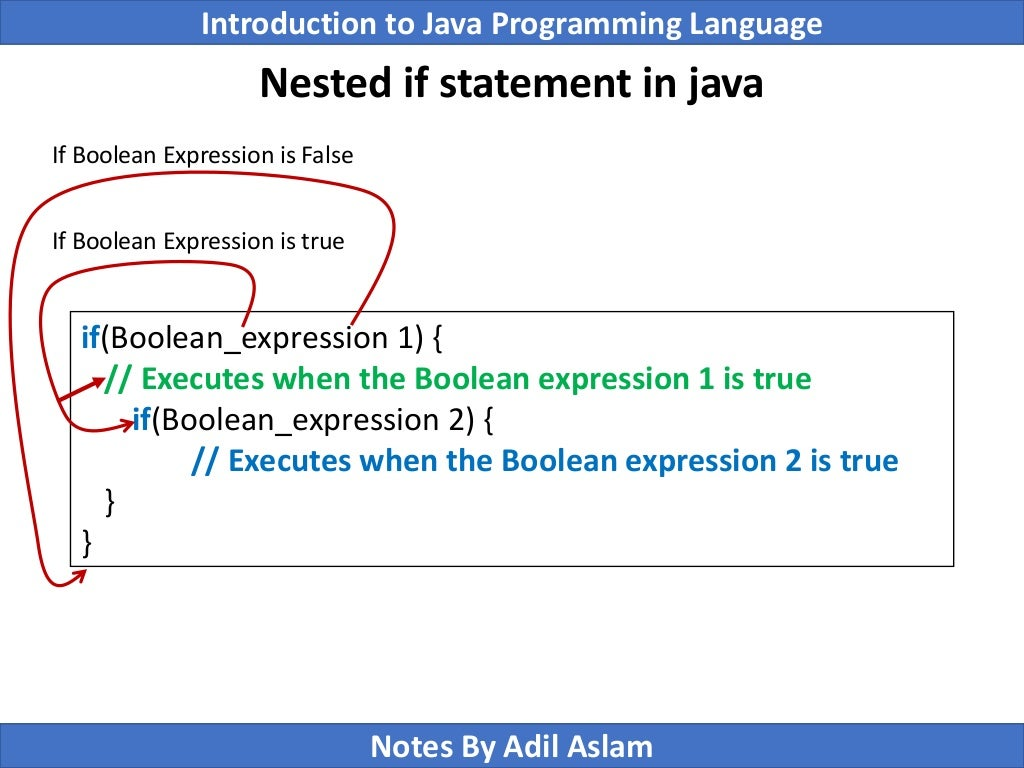 Introduction to Java Programming Language
Nested if statement in java
If Boolean Expression is False
If Boolean Expression is true
if(Boolean_expression 1) {
// Executes when the Boolean expression 1 is true
if(Boolean_expression 2) {
// Executes when the Boolean expression 2 is true
}
}
Notes By Adil Aslam